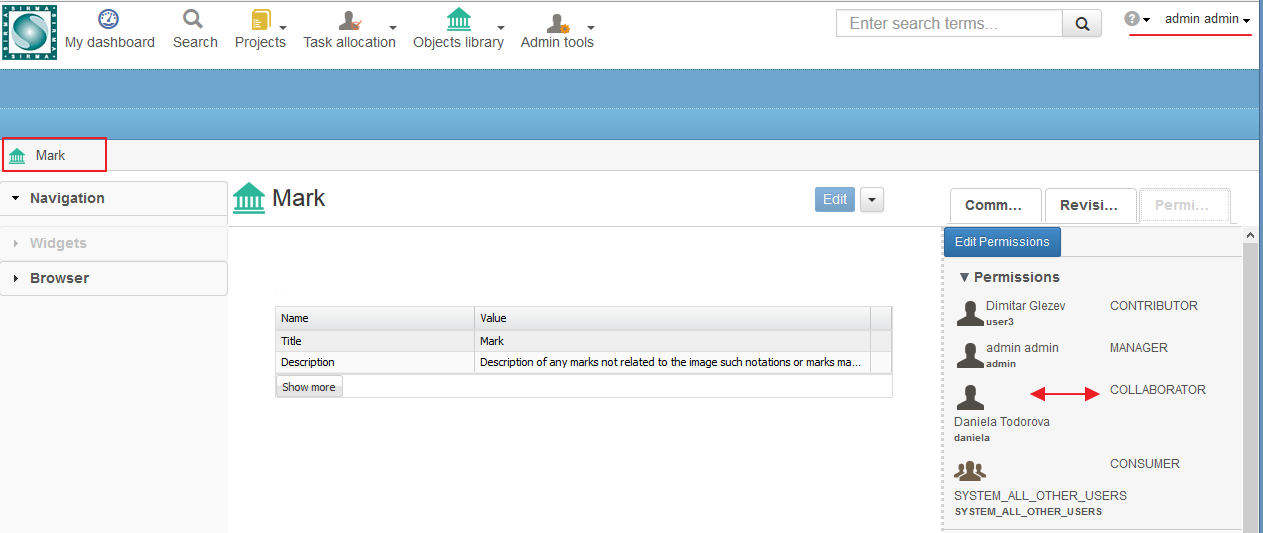 SIRMA
SIRMA
SIRMA
SIRMA
My dashboard
Search
Projects
Task allocation
Objects library
Admin tools
Enter search terms...
?
admin admin
Mark
Navigation
Widgets
Browser
Mark
Edit
Comm...
Revisi...
Permi...
Edit Permissions
Permissions
Dimitar Glezev CONTRIBUTOR
user3
admin admin MANAGER
admin
COLLABORATOR
Daniela Todorova
daniela
CONSUMER
SYSTEM_ALL_OTHER_USERS
SYSTEM_ALL_OTHER_USERS
Name Value
Title Mark
Description Description of any marks not related to the image such notations or marks ma...
Show more